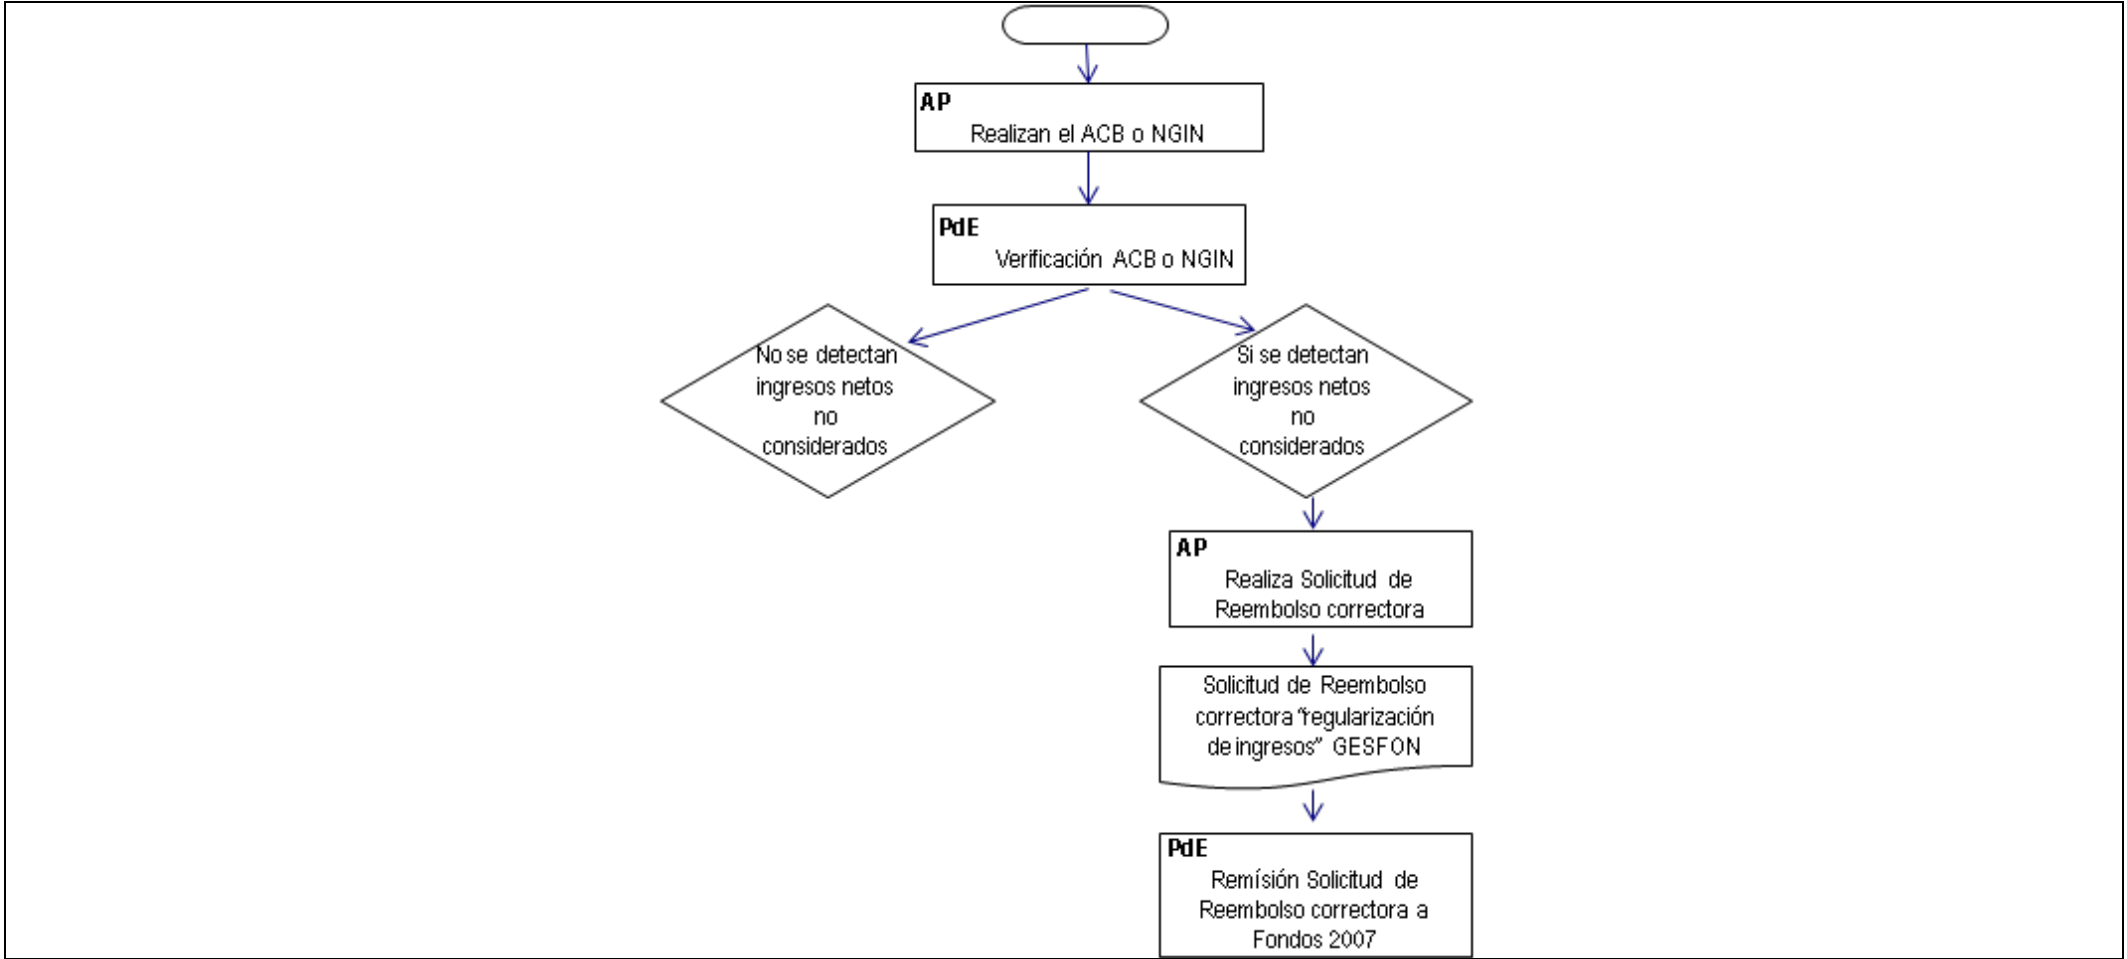 AP
Realizan el ACB o NGIN
PdE
Verificación ACB o NGIN
No se detectan
ingresos netos
no
considerados
Si se detectan
ingresos netos
no
considerados
AP
Realiza Solicitud de
Reembolso correctora
Solicitud de Reembolso
correctora “regularización
de ingresos” GESFON
PdE
Remísión Solicitud de
Reembolso correctora a
Fondos 2007